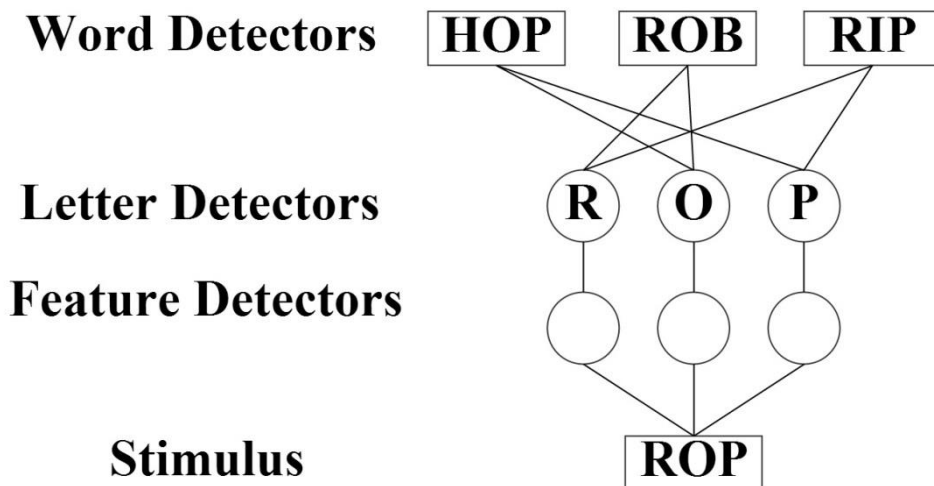 Word Detectors HOP ROB RIP
Letter Detectors R O P
Feature Detectors
Stimulus ROP